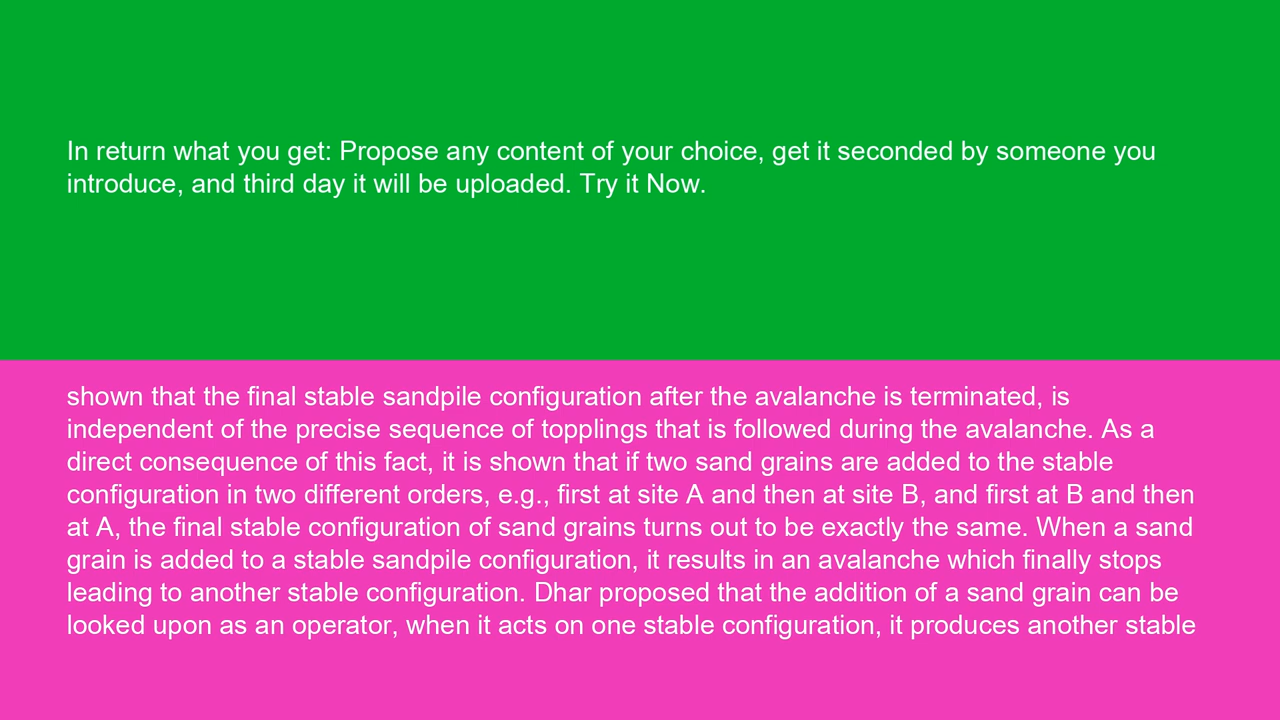 In return what you get: Propose any content of your choice, get it seconded by someone you
introduce, and third day it will be uploaded. Try it Now.
shown that the final stable sandpile configuration after the avalanche is terminated, is
independent of the precise sequence of topplings that is followed during the avalanche. As a
direct consequence of this fact, it is shown that if two sand grains are added to the stable
configuration in two different orders, e.g., first at site A and then at site B, and first at B and then
at A, the final stable configuration of sand grains turns out to be exactly the same. When a sand
grain is added to a stable sandpile configuration, it results in an avalanche which finally stops
leading to another stable configuration. Dhar proposed that the addition of a sand grain can be
looked upon as an operator, when it acts on one stable configuration, it produces another stable